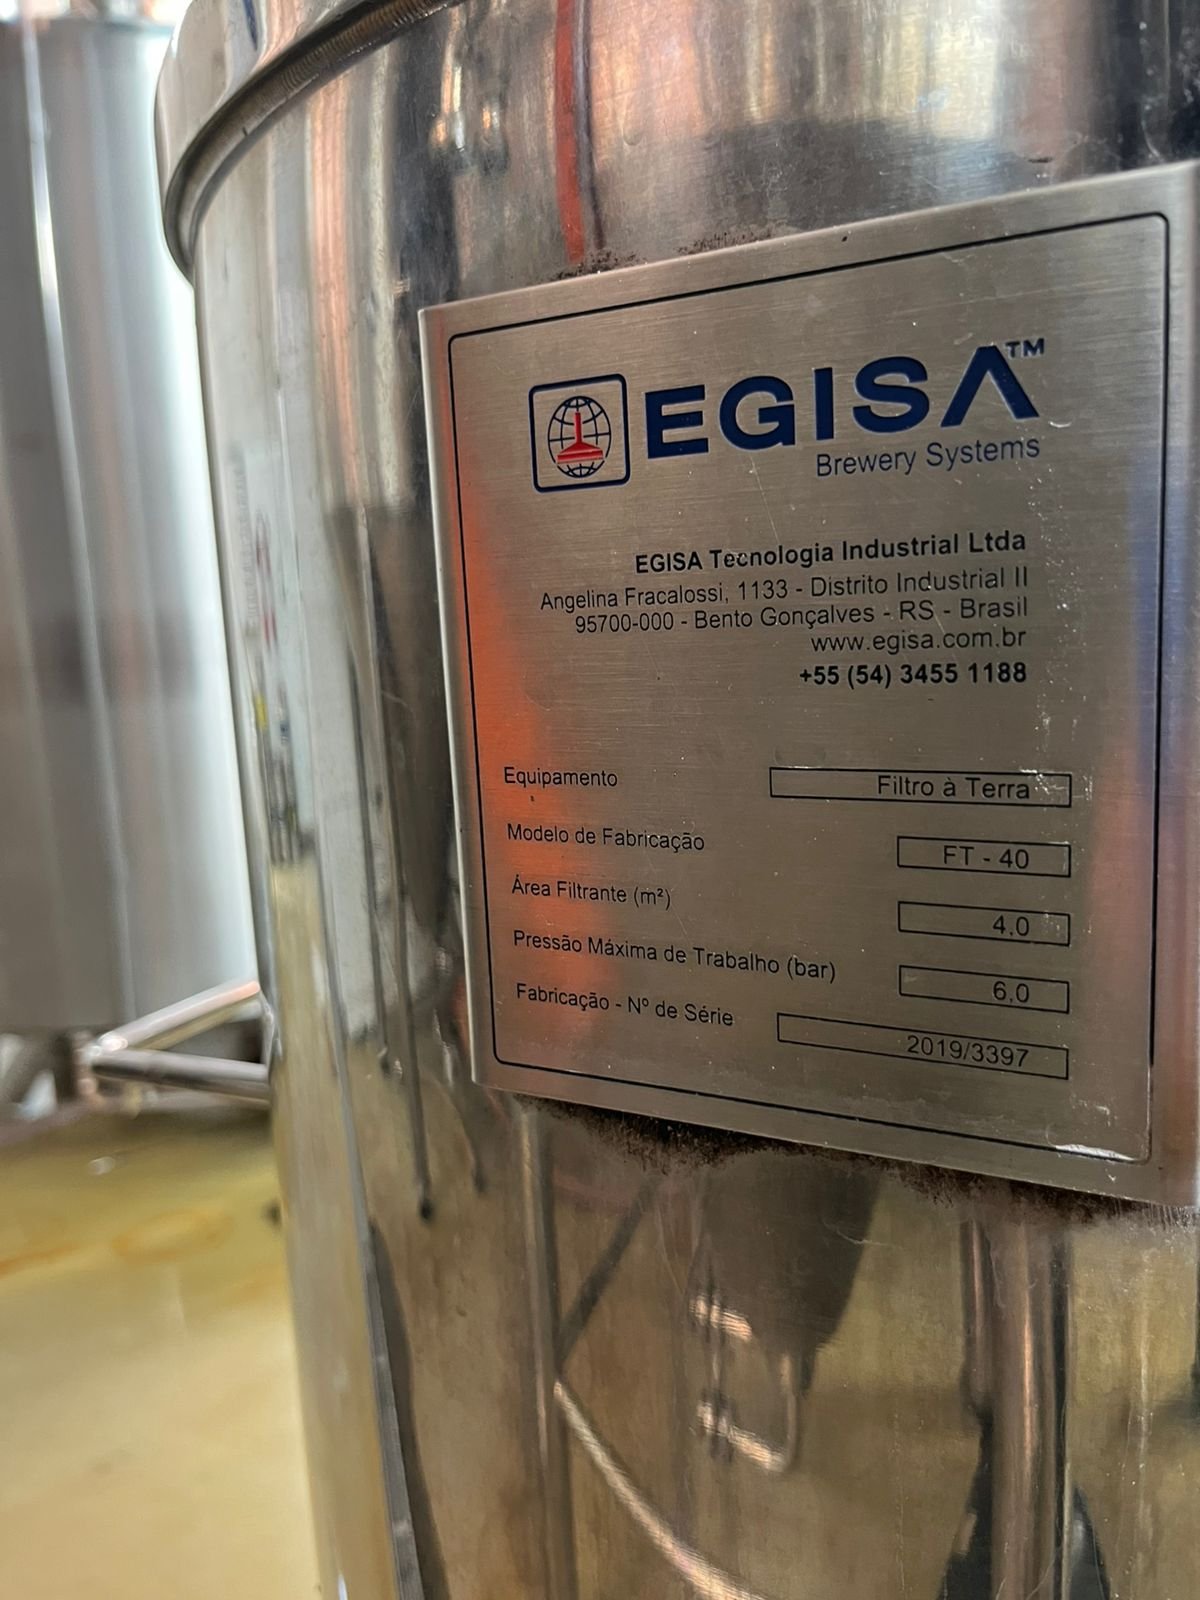 EGISA™
Brewery Systems
EGISA Tecnologia Industrial Ltda
Angelina Fracalossi, 1133 - Distrito Industrial II
95700-000 - Bento Gonçalves - RS - Brasil
www.egisa.com.br
+55 (54) 3455 1188
Equipamento Filtro à Terra
Modelo de Fabricação FT - 40
Área Filtrante (m²) 4,0
Pressão Máxima de Trabalho (bar) 6,0
Fabricação - Nº de Série 2019/3397